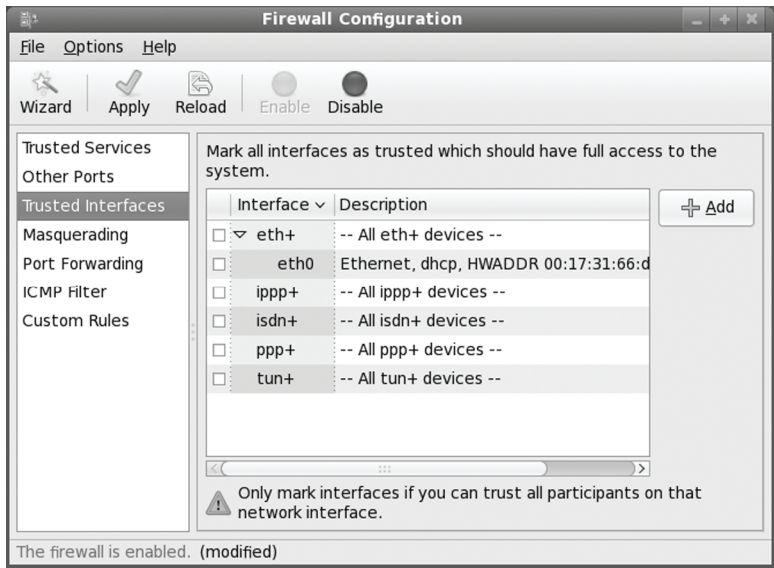 Firewall Configuration
File Options Help
Wizard Apply Reload Enable Disable
Trusted Services
Other Ports
Trusted Interfaces
Masquerading
Port Forwarding
ICMP Filter
Custom Rules
Mark all interfaces as trusted which should have full access to the
system.
Interface Description
eth+ -- All eth+ devices --
eth0 Ethernet, dhcp, HWADDR 00:17:31:66:d
ippp+ -- All ippp+ devices --
isdn+ -- All isdn+ devices --
ppp+ -- All ppp+ devices --
tun+ -- All tun+ devices --
Add
Only mark interfaces if you can trust all participants on that
network interface.
The firewall is enabled. (modified)